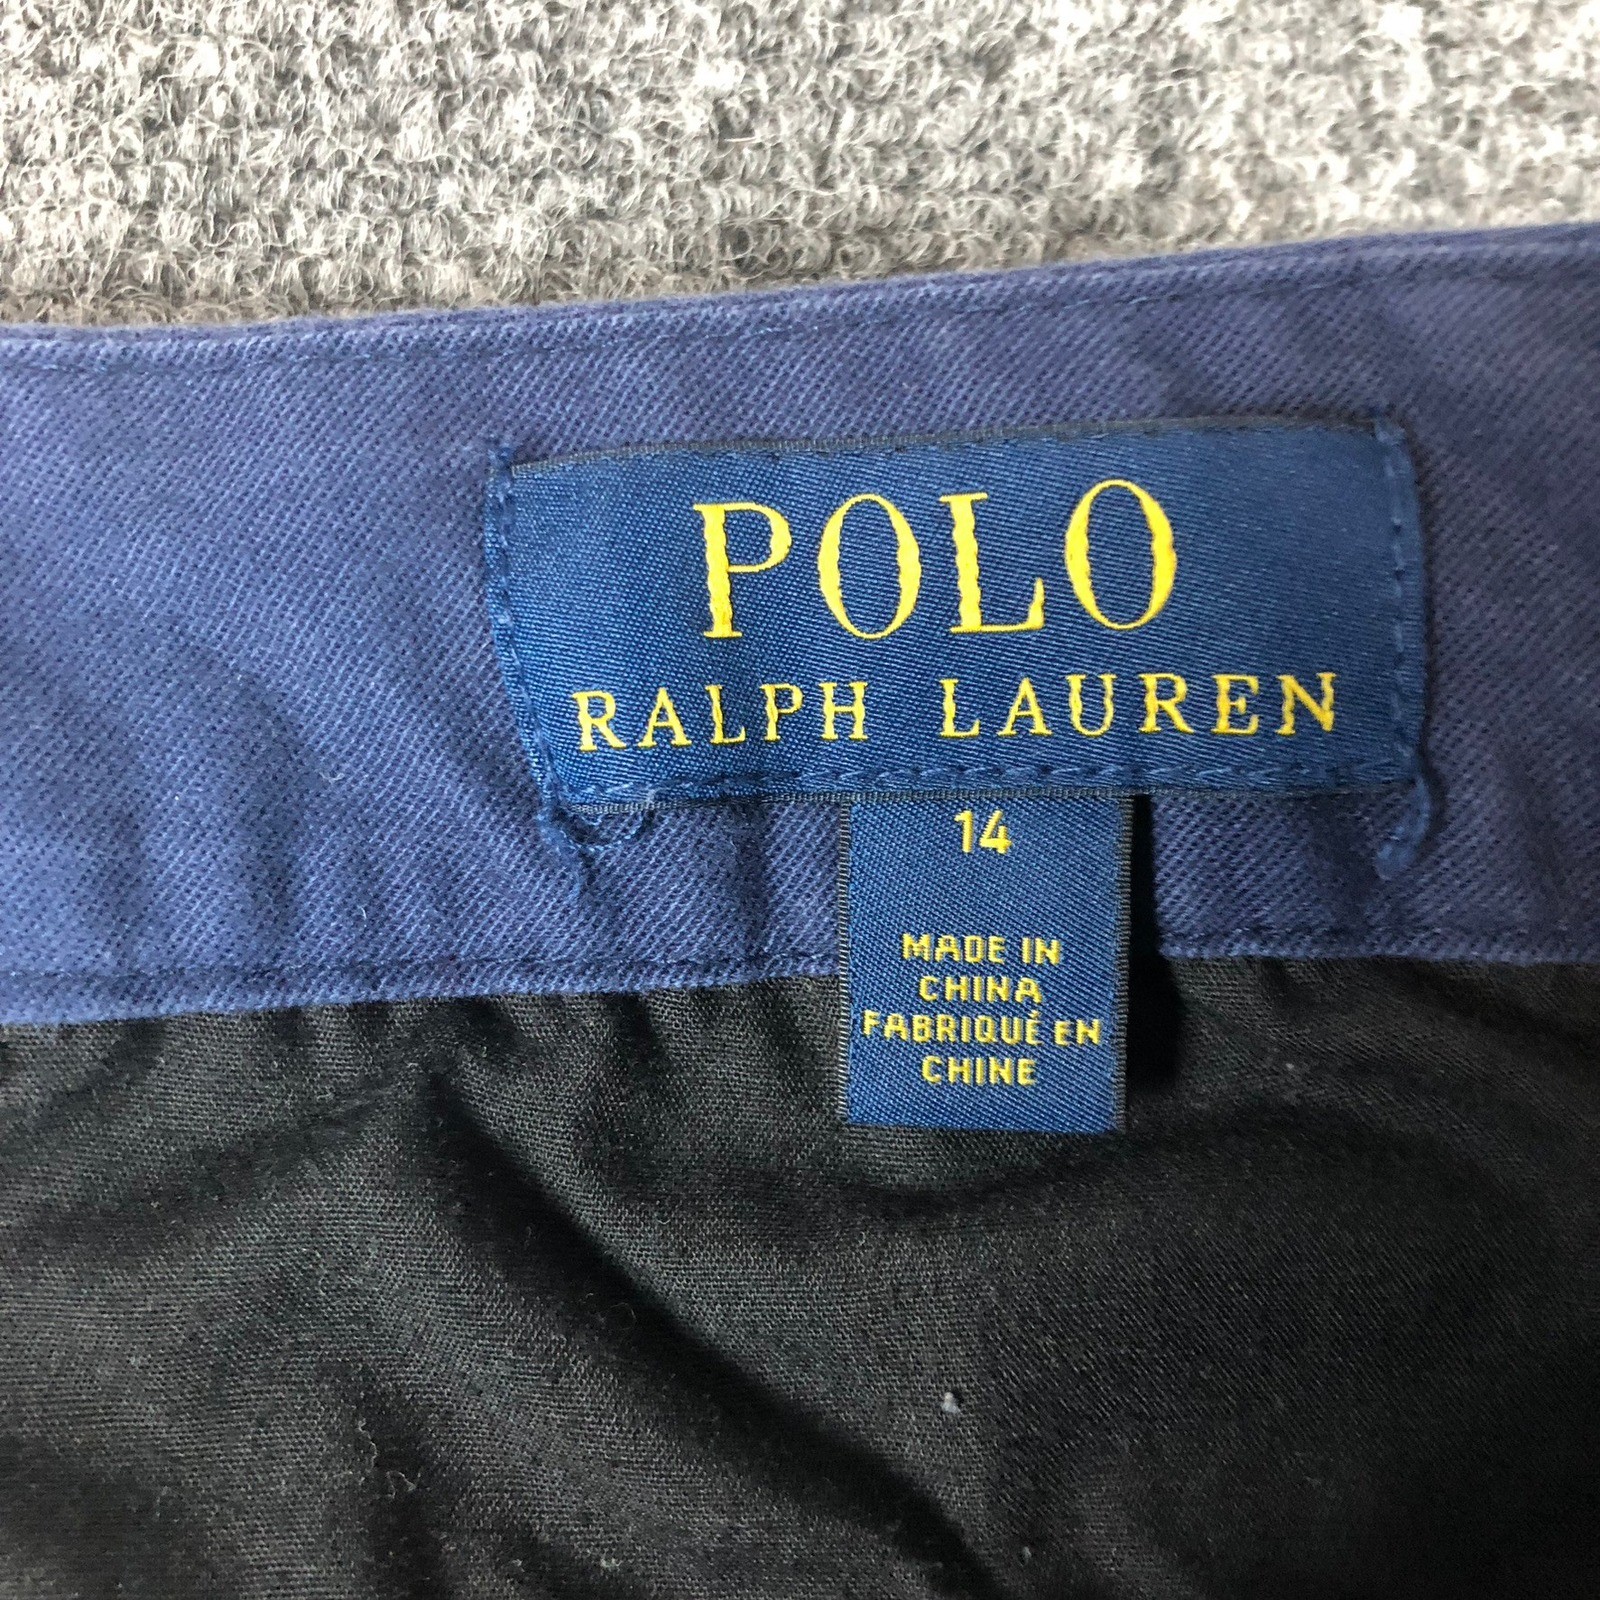 POLO
RALPH LAUREN
14
MADE IN
CHINA
FABRIQUÉ EN
CHINE